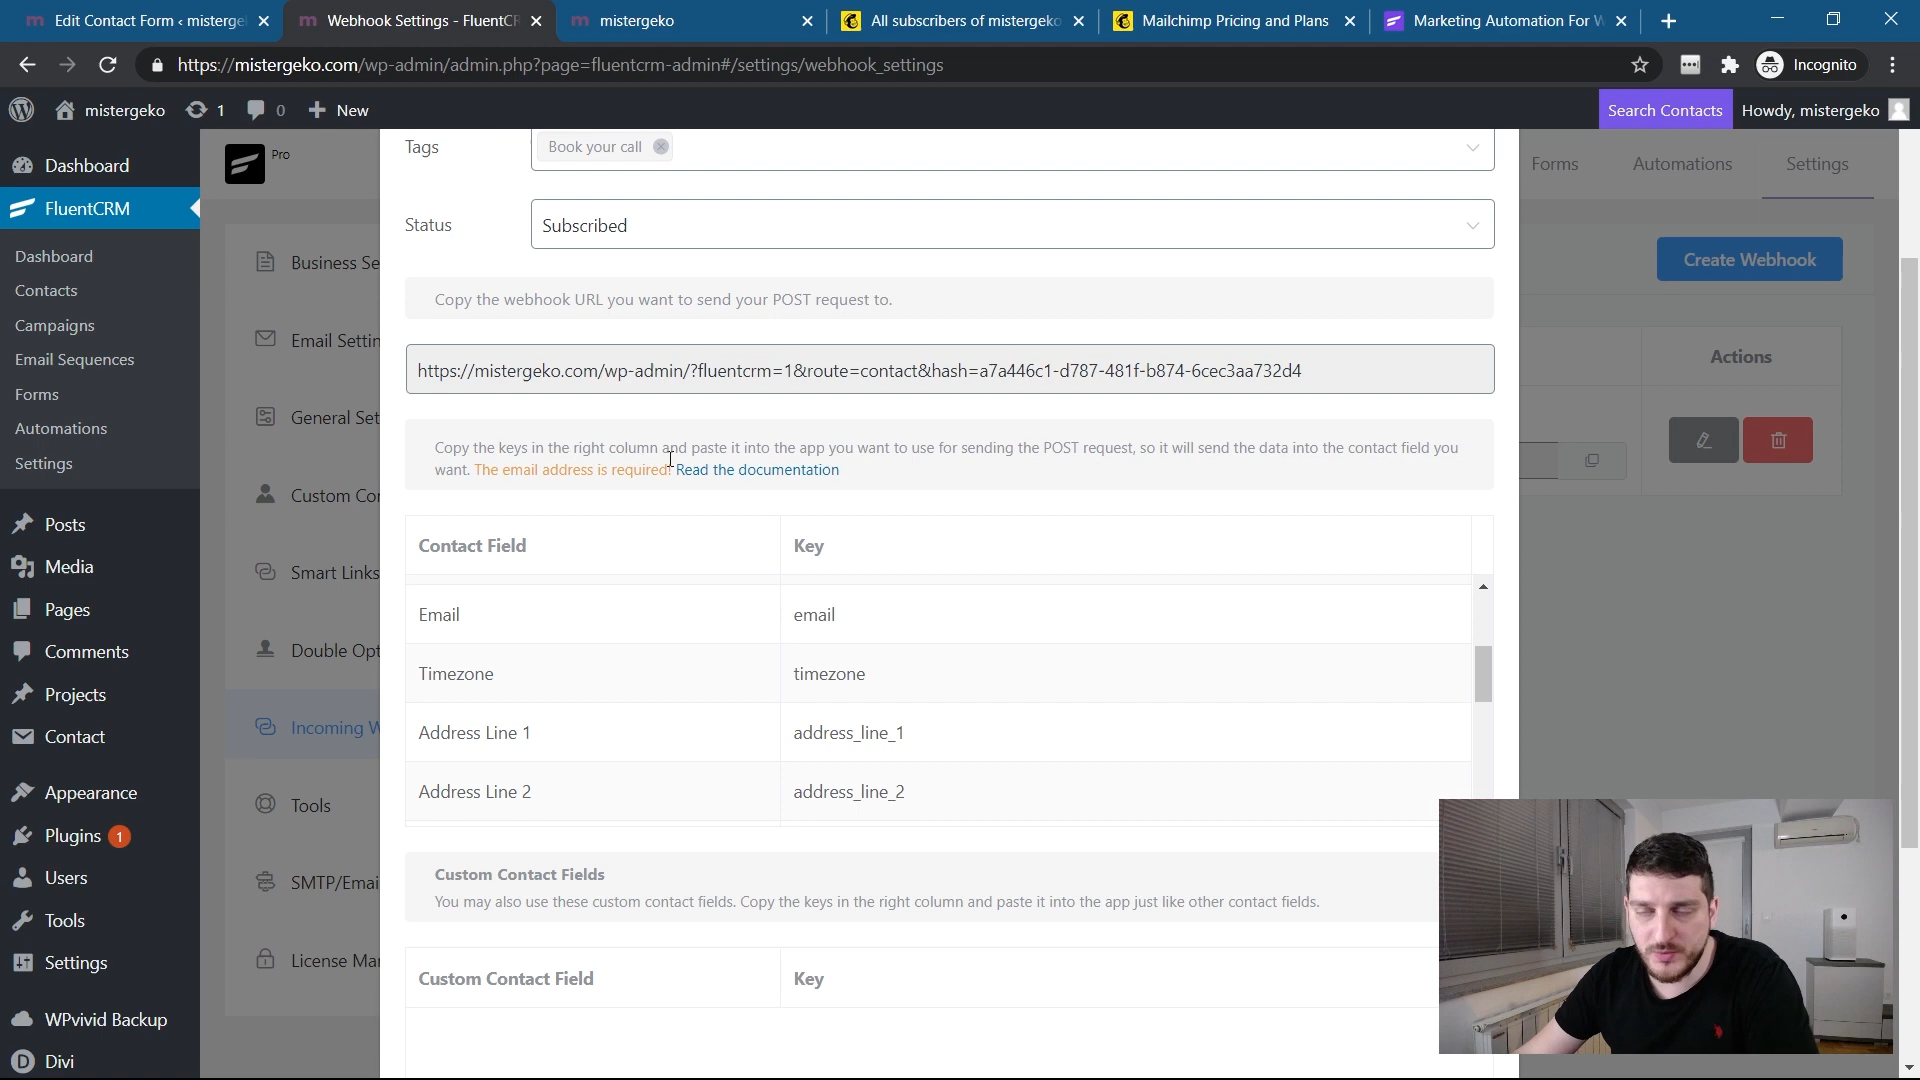 Edit Contact Form ‹ misterge
Webhook Settings - FluentCR
mistergeko
All subscribers of mistergeko
Mailchimp Pricing and Plans
Marketing Automation For W
https://mistergeko.com/wp-admin/admin.php?page=fluentcrm-admin#/settings/webhook_settings
Incognito
mistergeko
1
0
New
Search Contacts
Howdy, mistergeko
Dashboard
FluentCRM
Dashboard
Contacts
Campaigns
Email Sequences
Forms
Automations
Settings
Posts
Media
Pages
Comments
Projects
Contact
Appearance
Plugins 1
Users
Tools
Settings
WPvivid Backup
Divi
Pro
Forms
Automations
Settings
Business Se
Email Settin
General Set
Custom Con
Smart Links
Double Opt
Incoming W
Tools
SMTP/Emai
License Man
Create Webhook
Actions
Tags
Book your call
Status
Subscribed
Copy the webhook URL you want to send your POST request to.
https://mistergeko.com/wp-admin/?fluentcrm=1&route=contact&hash=a7a446c1-d787-481f-b874-6cec3aa732d4
Copy the keys in the right column and paste it into the app you want to use for sending the POST request, so it will send the data into the contact field you
want. The email address is required! Read the documentation
Contact Field
Key
Email
email
Timezone
timezone
Address Line 1
address_line_1
Address Line 2
address_line_2
Custom Contact Fields
You may also use these custom contact fields. Copy the keys in the right column and paste it into the app just like other contact fields.
Custom Contact Field
Key